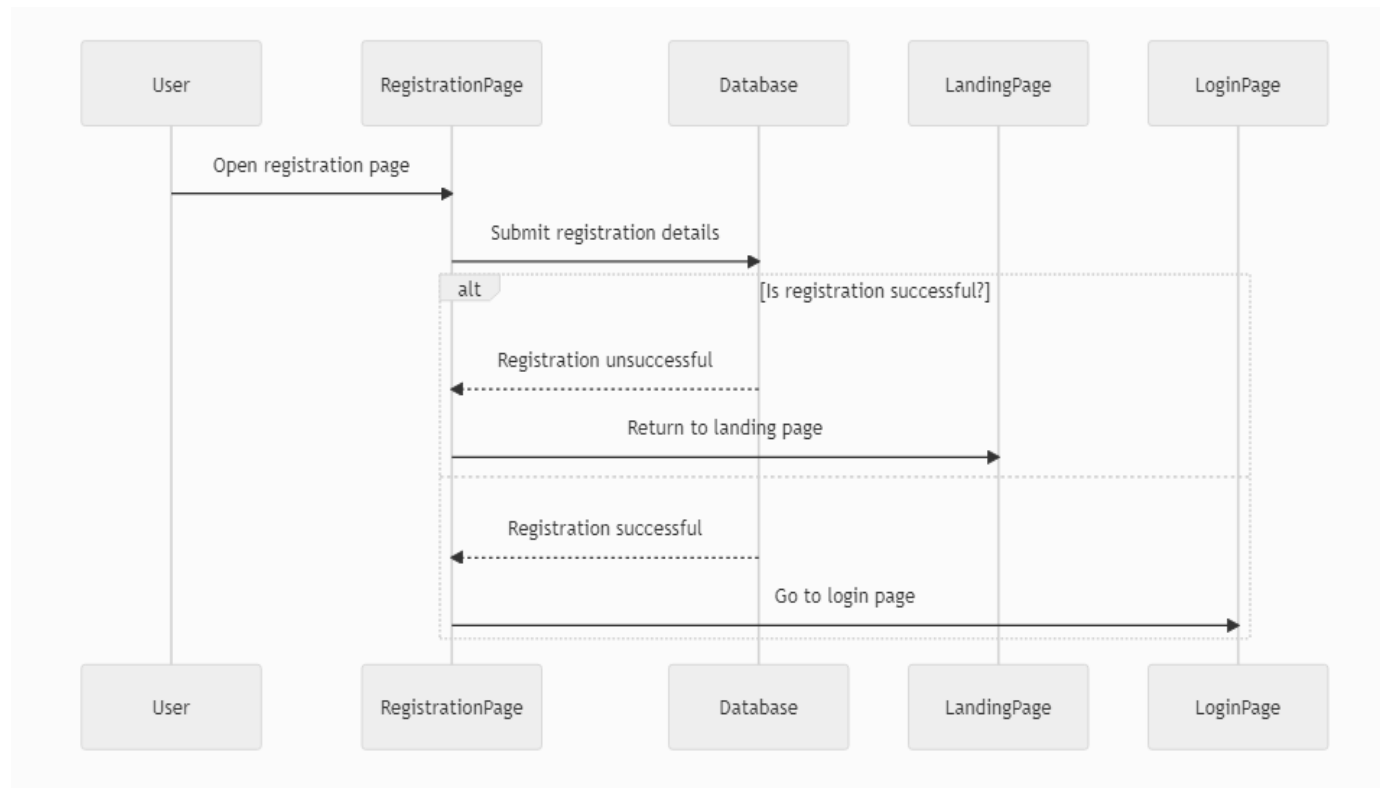 User
RegistrationPage
Database
LandingPage
LoginPage
Open registration page
Submit registration details
alt
[Is registration successful?]
Registration unsuccessful
Return to landing page
Registration successful
Go to login page
User
RegistrationPage
Database
LandingPage
LoginPage